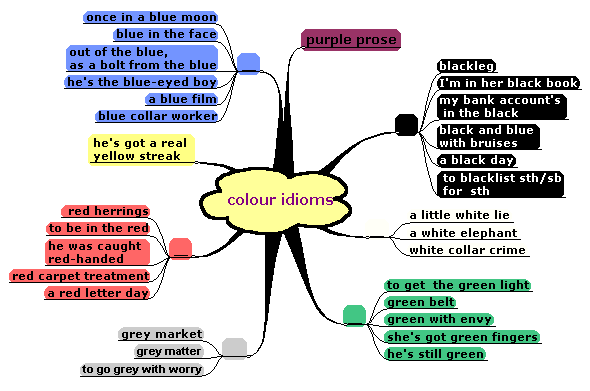 once in a blue moon
blue in the face
out of the blue,
as a bolt from the blue
he's the blue-eyed boy
a blue film
blue collar worker
purple prose
blackleg
I'm in her black book
my bank account's
in the black
black and blue
with bruises
a black day
to blacklist sth/sb
for sth
he's got a real
yellow streak
colour idioms
a little white lie
a white elephant
white collar crime
red herrings
to be in the red
he was caught
red-handed
red carpet treatment
a red letter day
to get the green light
green belt
green with envy
she's got green fingers
he's still green
grey market
grey matter
to go grey with worry